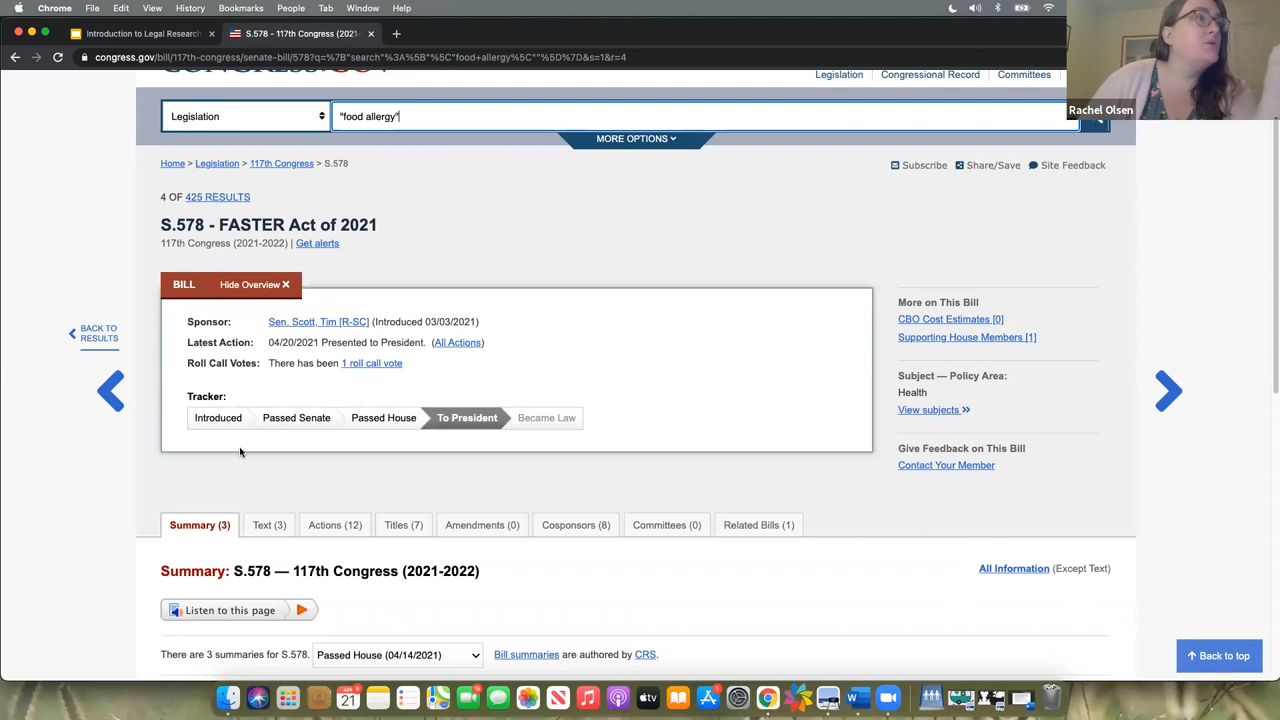 Chrome File Edit View History Bookmarks People Tab Window Help
Introduction to Legal Research × S.578 - 117th Congress (2021- × +
congress.gov/bill/117th-congress/senate-bill/578?q=%7B"search"%3A%5B"%5C"food+allergy%5C""%5D%7D&s=1&r=4
Rachel Olsen
Legislation Congressional Record Committees
Legislation "food allergy"
MORE OPTIONS
Home > Legislation > 117th Congress > S.578
Subscribe Share/Save Site Feedback
4 OF 425 RESULTS
S.578 - FASTER Act of 2021
117th Congress (2021-2022) | Get alerts
BILL Hide Overview ×
Sponsor: Sen. Scott, Tim [R-SC] (Introduced 03/03/2021)
Latest Action: 04/20/2021 Presented to President. (All Actions)
Roll Call Votes: There has been 1 roll call vote
Tracker:
Introduced Passed Senate Passed House To President Became Law
More on This Bill
CBO Cost Estimates [0]
Supporting House Members [1]
Subject — Policy Area:
Health
View subjects »
Give Feedback on This Bill
Contact Your Member
BACK TO
RESULTS
Summary (3) Text (3) Actions (12) Titles (7) Amendments (0) Cosponsors (8) Committees (0) Related Bills (1)
Summary: S.578 — 117th Congress (2021-2022)
All Information (Except Text)
Listen to this page
There are 3 summaries for S.578. Passed House (04/14/2021) Bill summaries are authored by CRS.
Back to top
APR
21